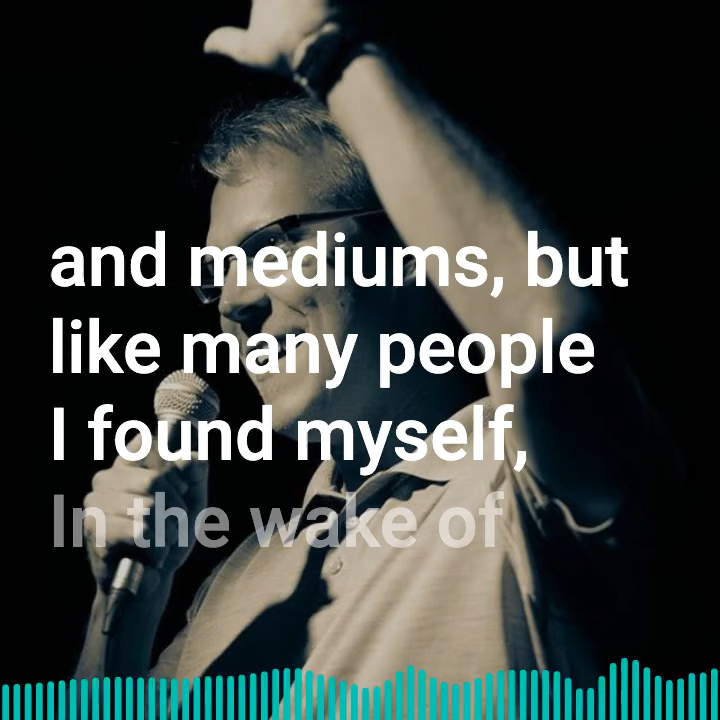 and mediums, but
like many people
I found myself,
In the wake of